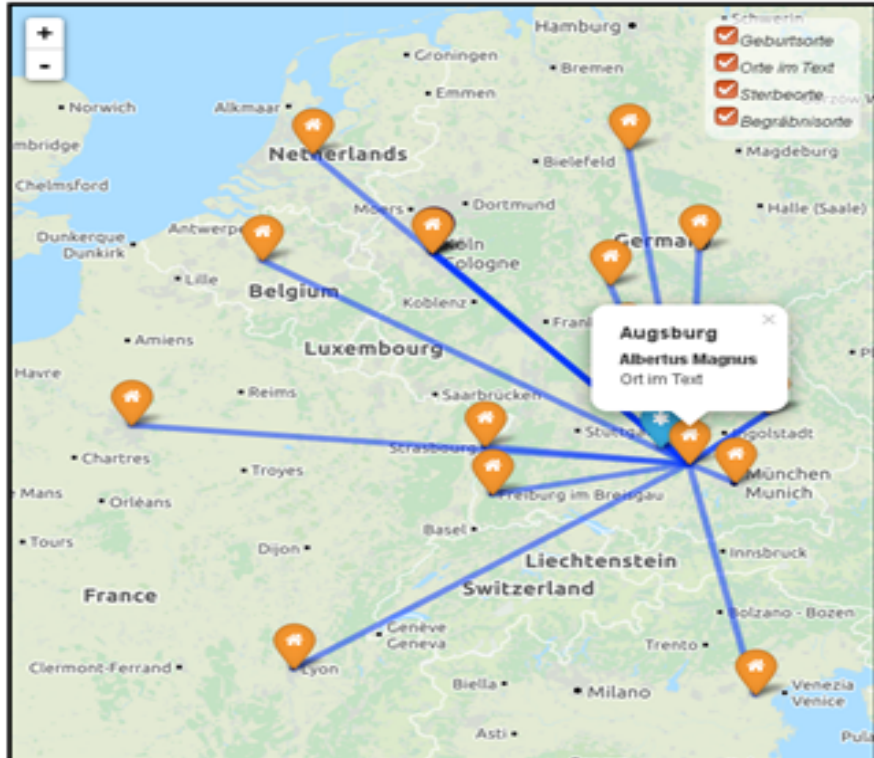 +
-
Hamburg
Schwerin
Geburtsorte
Orte im Text
Sterbeorte
Begräbnisorte
Groningen
Bremen
Emmen
Norwich
Alkmaar
mbridge
Netherlands
Bielefeld
Magdeburg
Chelmsford
Moers
Dortmund
Halle (Saale)
Dunkerque
Dunkirk
Antwerpe
Köln
Cologne
German
Lille
Belgium
Koblenz
Frank
Amiens
Luxembourg
Augsburg
×
Albertus Magnus
Ort im Text
Havre
Reims
Saarbrücken
Chartres
Strasbourg
Stuttga
Ingolstadt
Troyes
München
Munich
e Mans
Orléans
Freiburg im Breisgau
Basel
Tours
Dijon
Innsbruck
Liechtenstein
Switzerland
France
Bolzano - Bozen
Genève
Geneva
Trento
Clermont-Ferrand
Lyon
Biella
Milano
Venezia
Venice
Asti
Pula